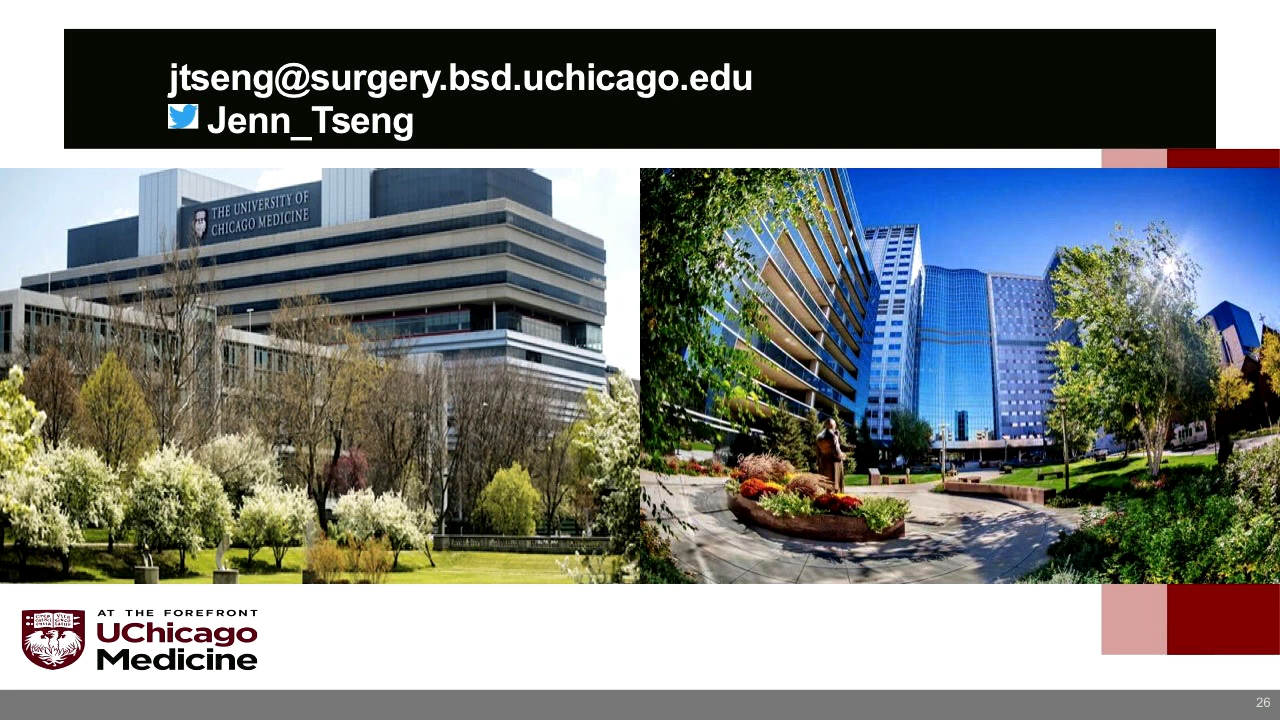 jtseng@surgery.bsd.uchicago.edu
Jenn_Tseng
THE UNIVERSITY OF
CHICAGO MEDICINE
AT THE FOREFRONT
UChicago
Medicine
26